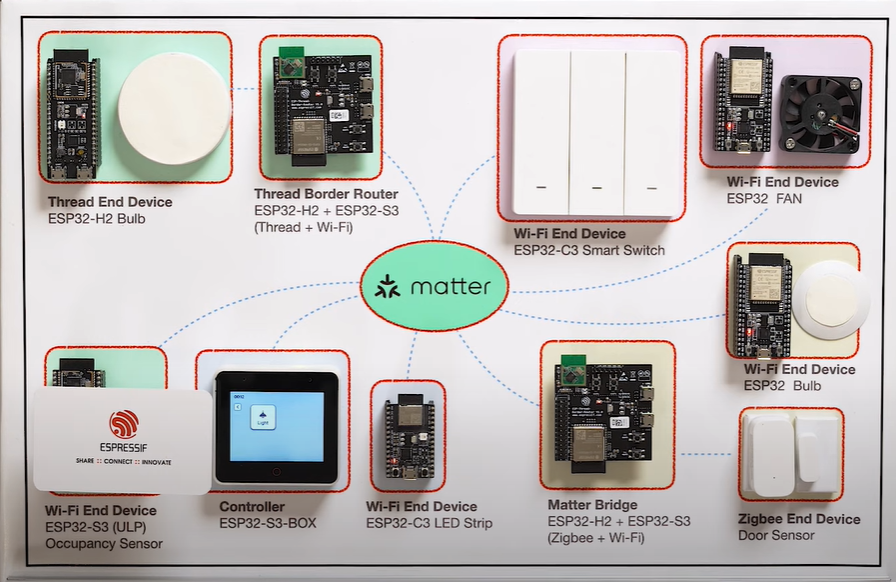 Thread End Device
ESP32-H2 Bulb
Thread Border Router
ESP32-H2 + ESP32-S3
(Thread + Wi-Fi)
Wi-Fi End Device
ESP32-C3 Smart Switch
Wi-Fi End Device
ESP32 FAN
matter
Wi-Fi End Device
ESP32 Bulb
ESPRESSIF
SHARE :: CONNECT :: INNOVATE
Light
Wi-Fi End Device
ESP32-S3 (ULP)
Occupancy Sensor
Controller
ESP32-S3-BOX
Wi-Fi End Device
ESP32-C3 LED Strip
Matter Bridge
ESP32-H2 + ESP32-S3
(Zigbee + Wi-Fi)
Zigbee End Device
Door Sensor